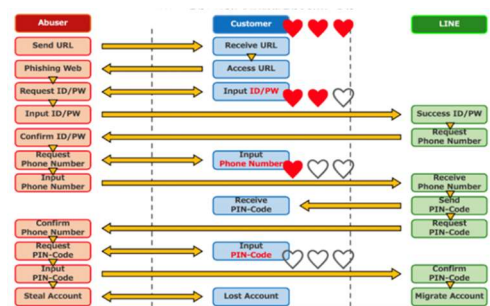 Abuser Customer LINE
Send URL Receive URL
Phishing Web Access URL
Request ID/PW Input ID/PW
Input ID/PW Success ID/PW
Confirm ID/PW Request
Phone Number
Request
Phone Number Input
Phone Number
Input
Phone Number Receive
Phone Number
Receive
PIN-Code Send
PIN-Code
Confirm
Phone Number Request
PIN-Code
Request
PIN-Code Input
PIN-Code
Input
PIN-Code Confirm
PIN-Code
Steal Account Lost Account Migrate Account